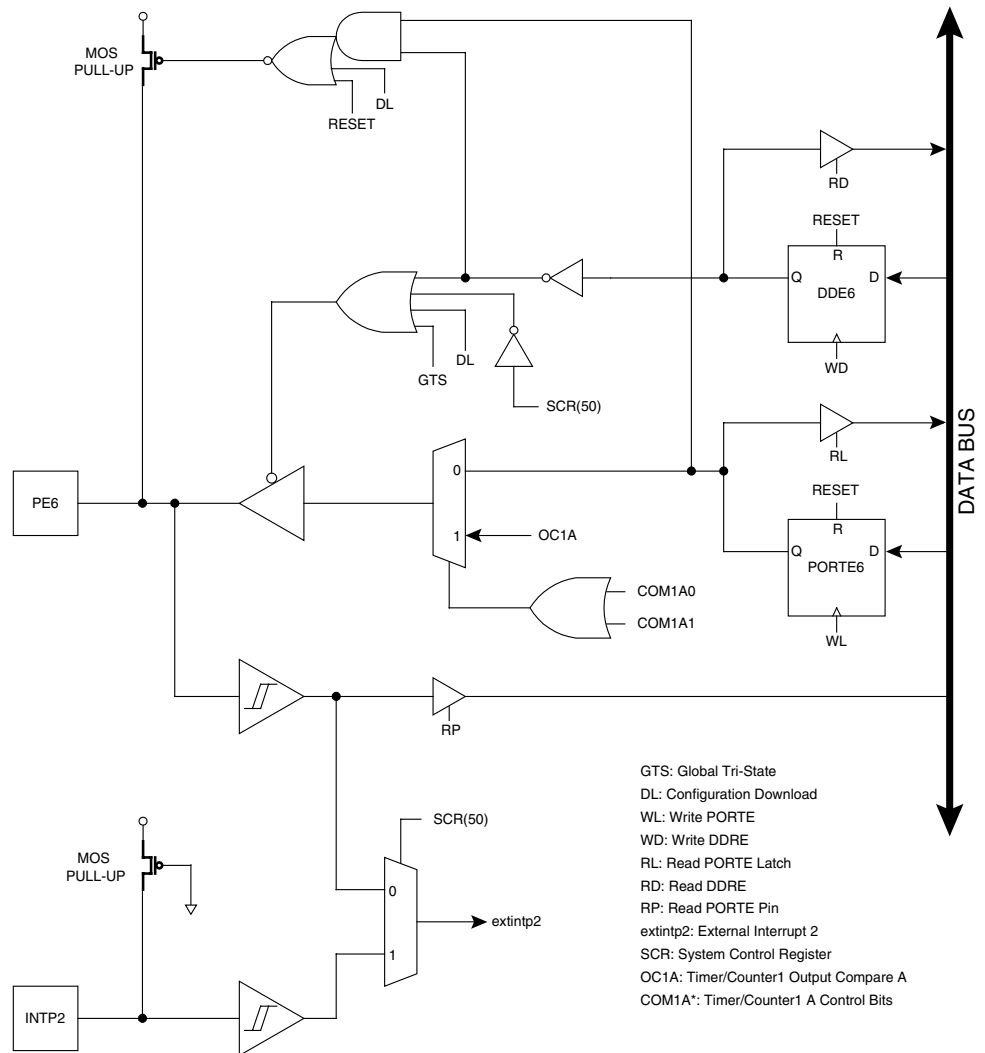 MOS
PULL-UP
DL
RESET
RD
RESET
R
Q
D
DDE6
WD
GTS
DL
SCR(50)
RL
RESET
R
Q
D
PORTE6
WL
DATA BUS
PE6
0
1
OC1A
COM1A0
COM1A1
RP
GTS: Global Tri-State
DL: Configuration Download
WL: Write PORTE
WD: Write DDRE
RL: Read PORTE Latch
RD: Read DDRE
RP: Read PORTE Pin
extintp2: External Interrupt 2
SCR: System Control Register
OC1A: Timer/Counter1 Output Compare A
COM1A*: Timer/Counter1 A Control Bits
SCR(50)
MOS
PULL-UP
0
1
extintp2
INTP2